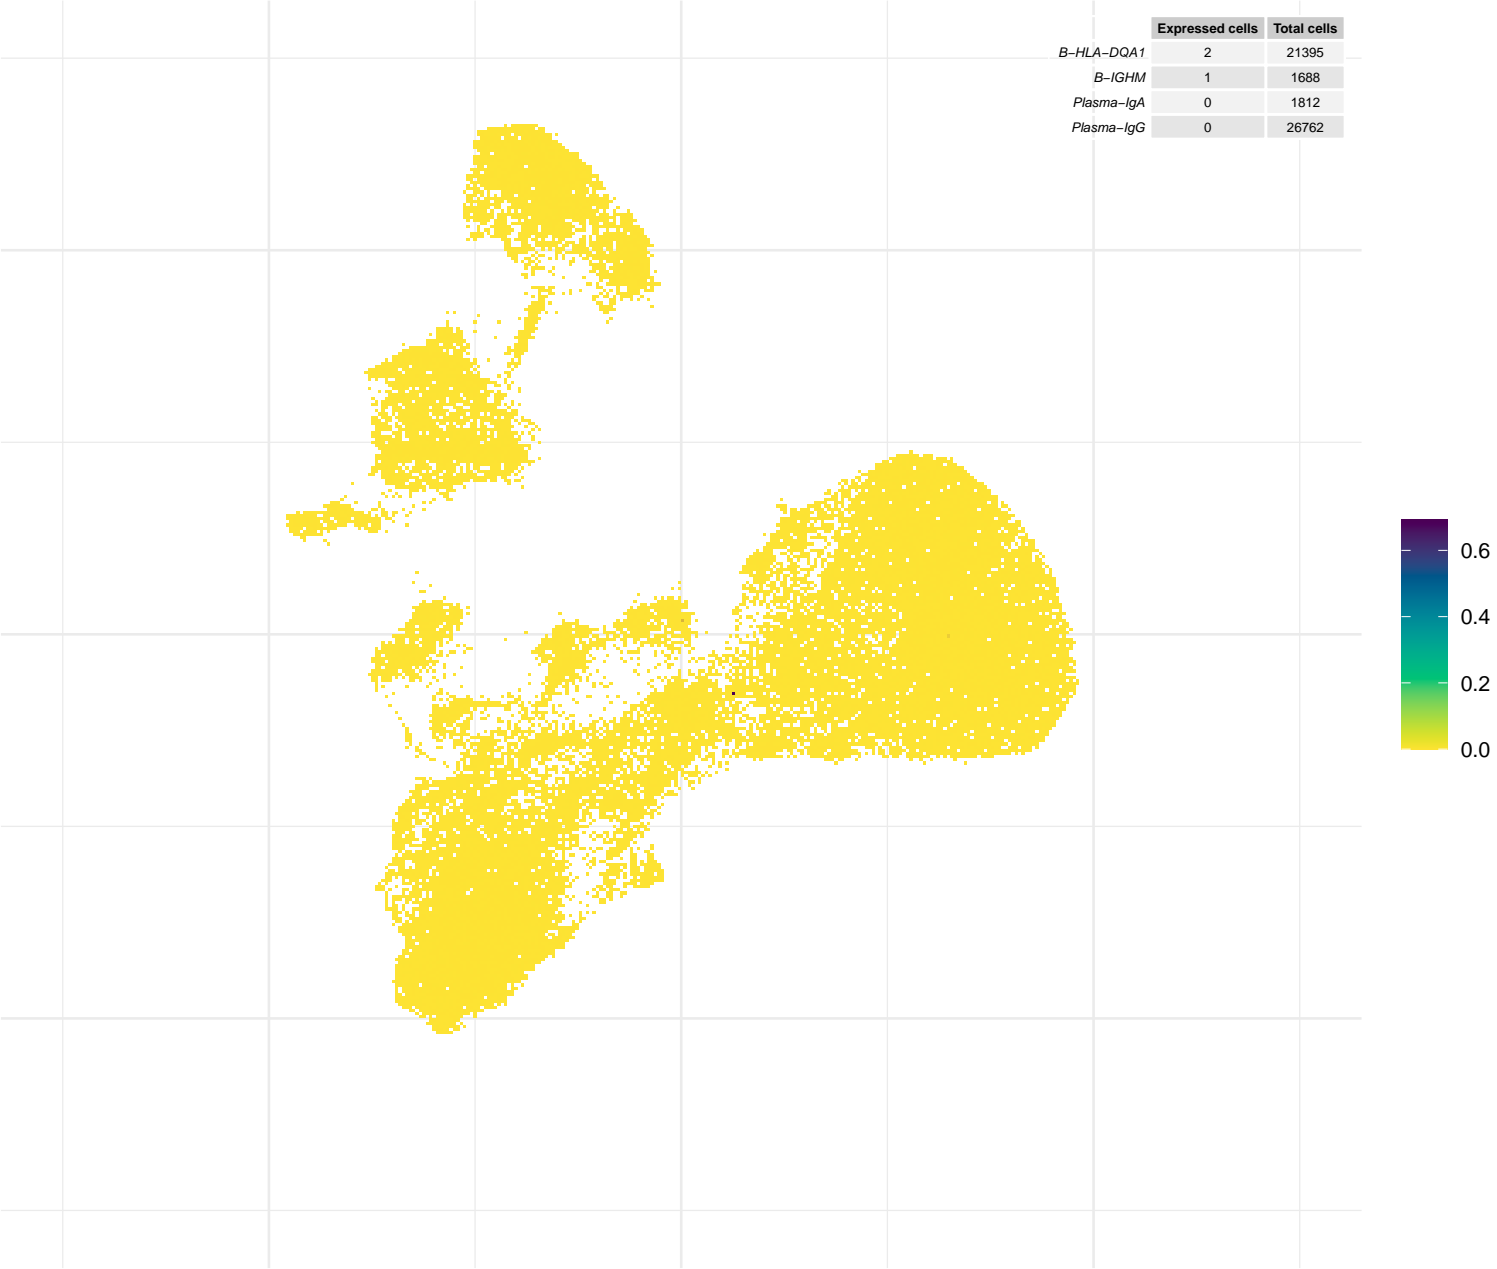 Expressed cells Total cells
B−HLA−DQA1 2 21395
B−IGHM 1 1688
Plasma−IgA 0 1812
Plasma−IgG 0 26762
0.6
0.4
0.2
0.0